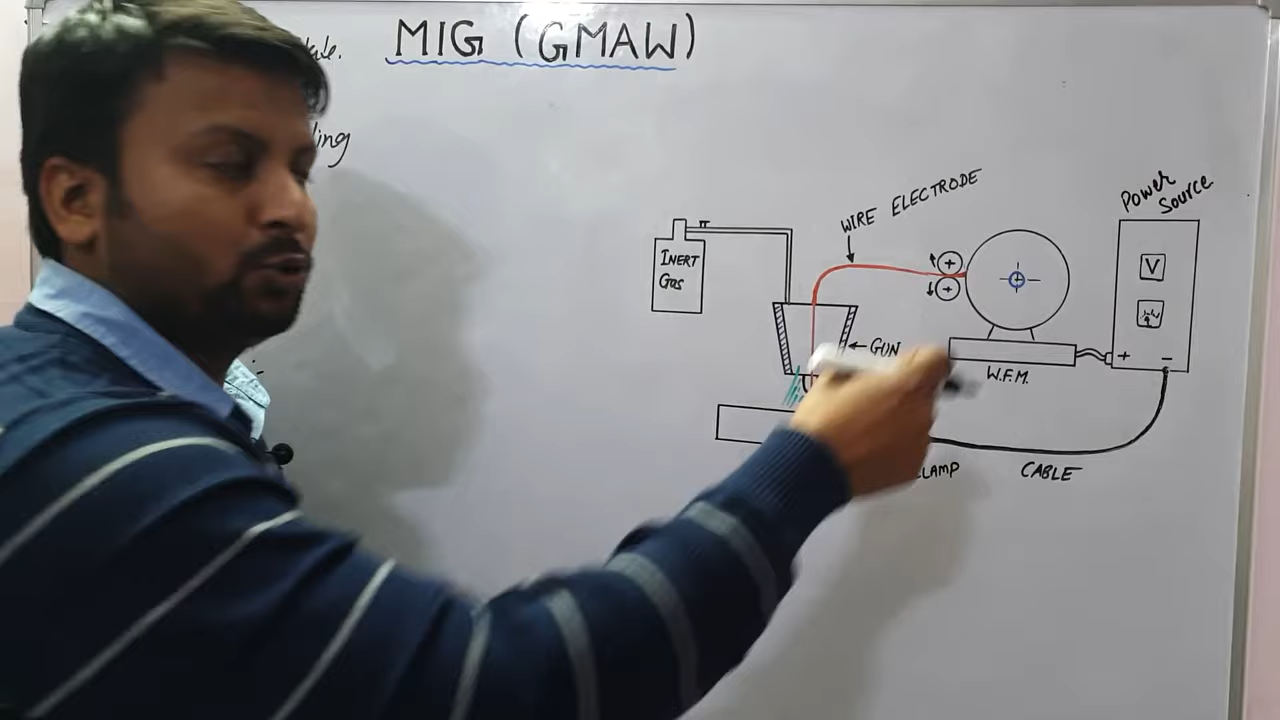 MIG (GMAW)
WIRE ELECTRODE
Power
Source
INERT
Gas
V
GUN
+
-
W.F.M.
CABLE